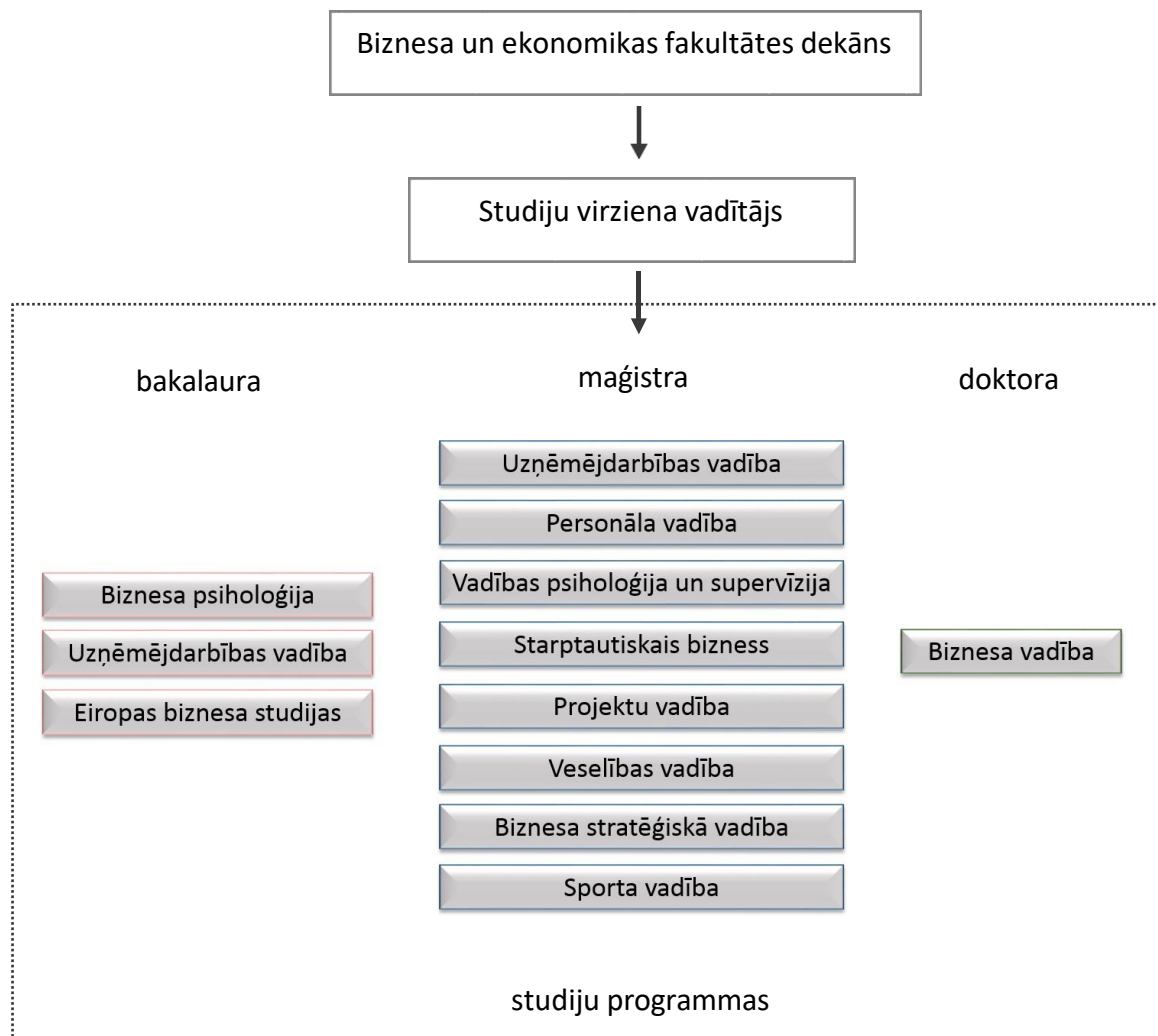 Biznesa un ekonomikas fakultātes dekāns
Studiju virziena vadītājs
bakalaura
maģistra
doktora
Biznesa psiholoģija
Uzņēmējdarbības vadība
Eiropas biznesa studijas
Uzņēmējdarbības vadība
Personāla vadība
Vadības psiholoģija un supervīzija
Starptautiskais bizness
Projektu vadība
Veselības vadība
Biznesa stratēģiskā vadība
Sporta vadība
Biznesa vadība
studiju programmas